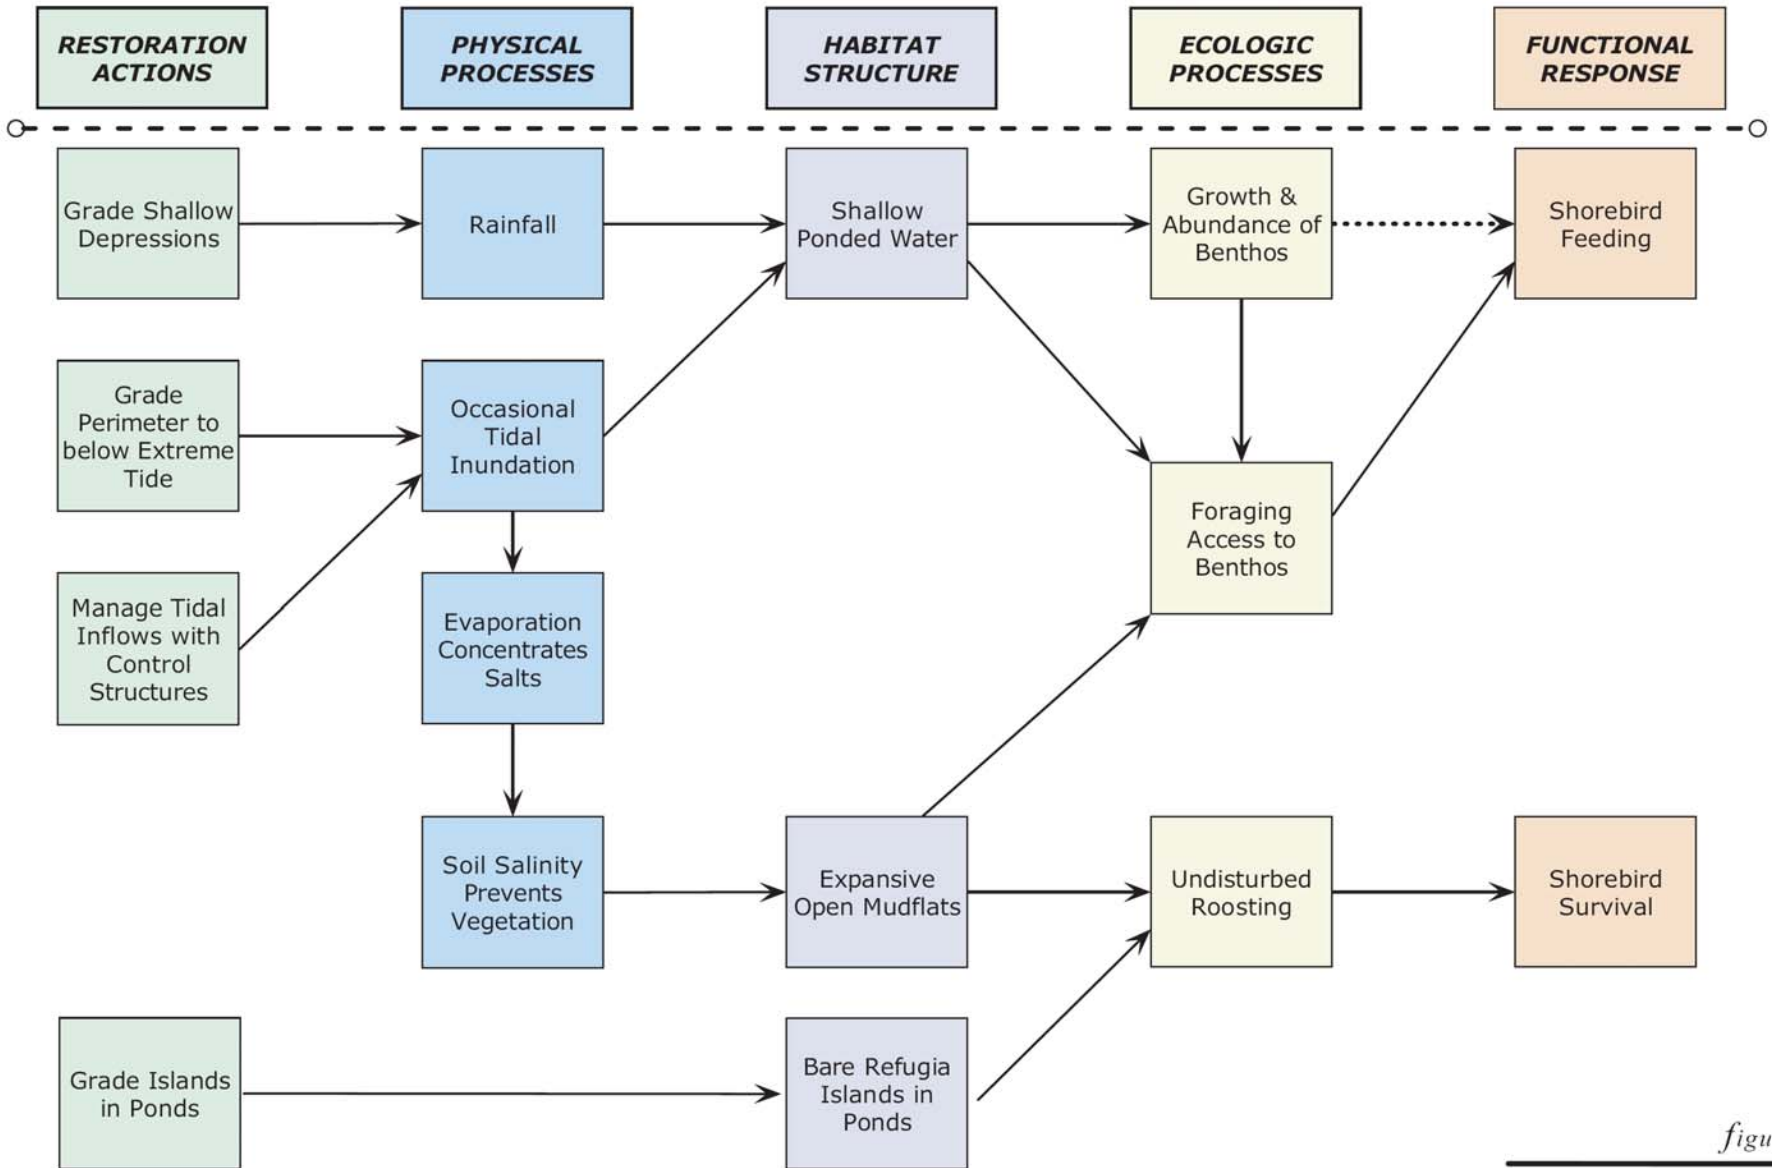 RESTORATION
ACTIONS
PHYSICAL
PROCESSES
HABITAT
STRUCTURE
ECOLOGIC
PROCESSES
FUNCTIONAL
RESPONSE
Grade Shallow
Depressions
Rainfall
Shallow
Ponded Water
Growth &
Abundance of
Benthos
Shorebird
Feeding
Grade
Perimeter to
below Extreme
Tide
Occasional
Tidal
Inundation
Foraging
Access to
Benthos
Manage Tidal
Inflows with
Control
Structures
Evaporation
Concentrates
Salts
Soil Salinity
Prevents
Vegetation
Expansive
Open Mudflats
Undisturbed
Roosting
Shorebird
Survival
Grade Islands
in Ponds
Bare Refugia
Islands in
Ponds
figu